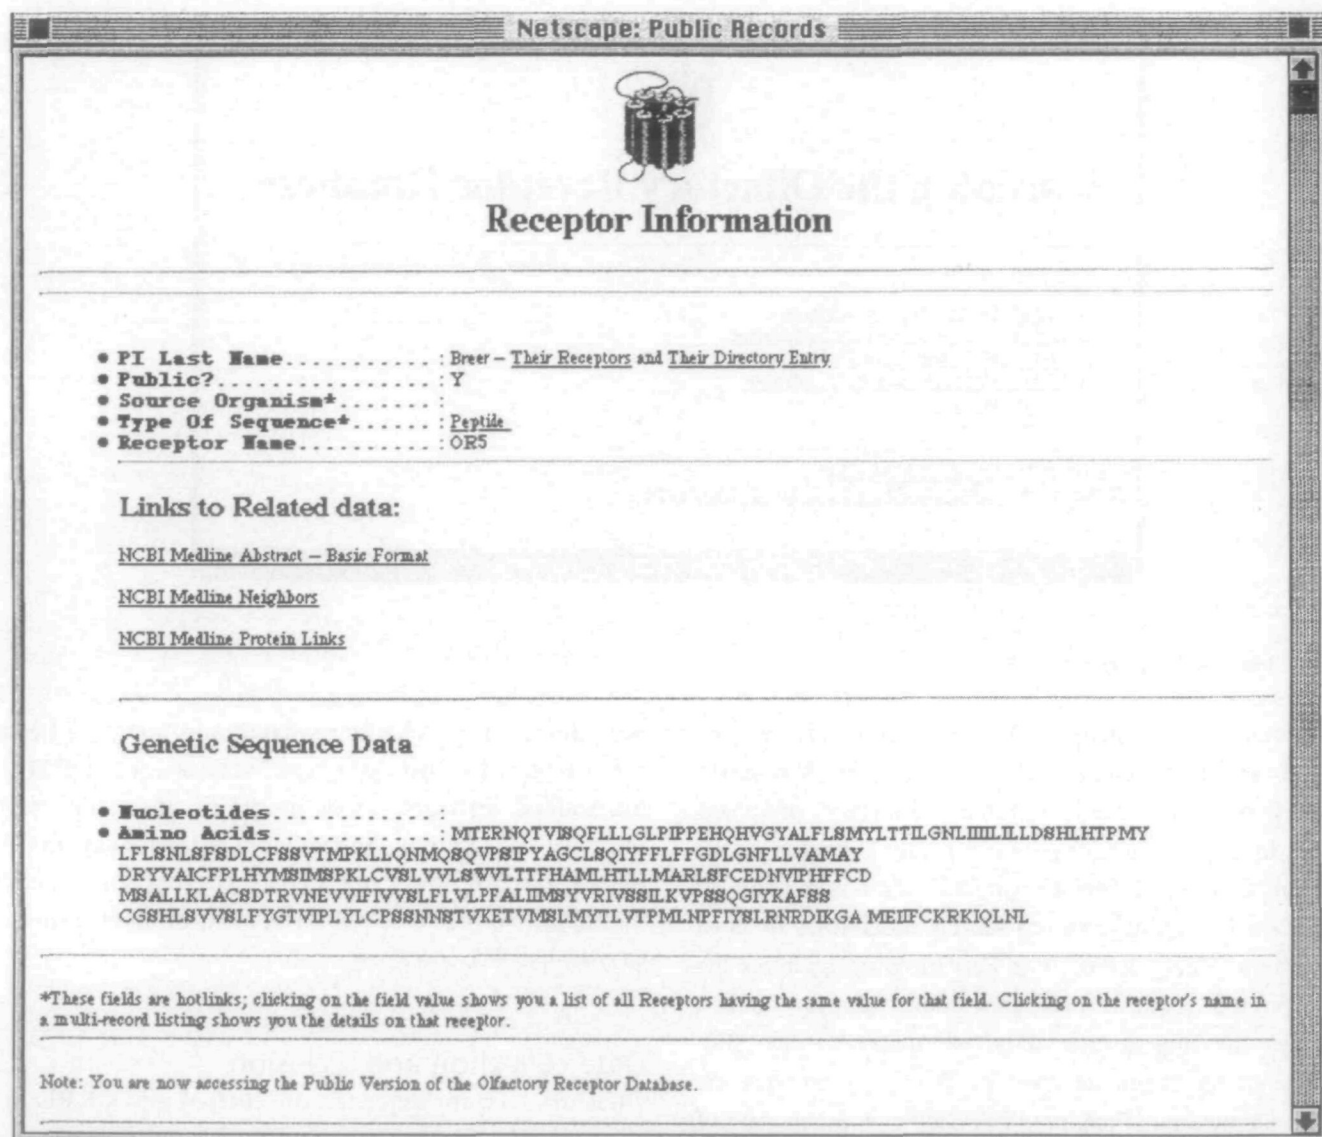 Netscape: Public Records
Receptor Information
• PI Last Name..............: Breer – Their Receptors and Their Directory Entry
• Public?...................: Y
• Source Organism*..........:
• Type Of Sequence*.........: Peptide
• Receptor Name.............: OR5
Links to Related data:
NCBI Medline Abstract – Basic Format
NCBI Medline Neighbors
NCBI Medline Protein Links
Genetic Sequence Data
• Nucleotides...............:
• Amino Acids...............: MTERNQTVISQFLLLGLPIPPEHQHVGYALFLSMYLTTILGNLIIIILILLDSHLHTPMY
LFLSNLSFSDLCFSSVTMPKLLQNMQSQVPSIPYAGCLSQIYFFLFFGDLGNFLLVAMAY
DRYVAICFPLHYMSIMSPKLCVSLVVLSWVLTTFHAMLHTLLMARLSFCEDNVIPHFFCD
MSALLKLACSDTRVNEVVIFIVVSLFLVLPFALIIMSYVRIVSSILKVPSSQGIYKAFSS
CGSHLSVVSLFYGTVIPLYLCPSSNNSTVKETVMSLMYTLVTPMLNPFIYSLRNRDIKGA MEIIFCKRKIQLNL
*These fields are hotlinks; clicking on the field value shows you a list of all Receptors having the same value for that field. Clicking on the receptor's name in
a multi-record listing shows you the details on that receptor.
Note: You are now accessing the Public Version of the Olfactory Receptor Database.